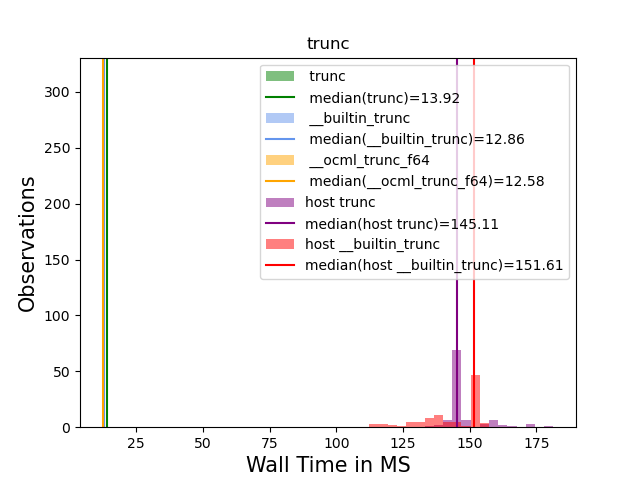 trunc
Observations
300
250
200
150
100
50
0
trunc
median(trunc)=13.92
__builtin_trunc
median(__builtin_trunc)=12.86
__ocml_trunc_f64
median(__ocml_trunc_f64)=12.58
host trunc
median(host trunc)=145.11
host __builtin_trunc
median(host __builtin_trunc)=151.61
25 50 75 100 125 150 175
Wall Time in MS